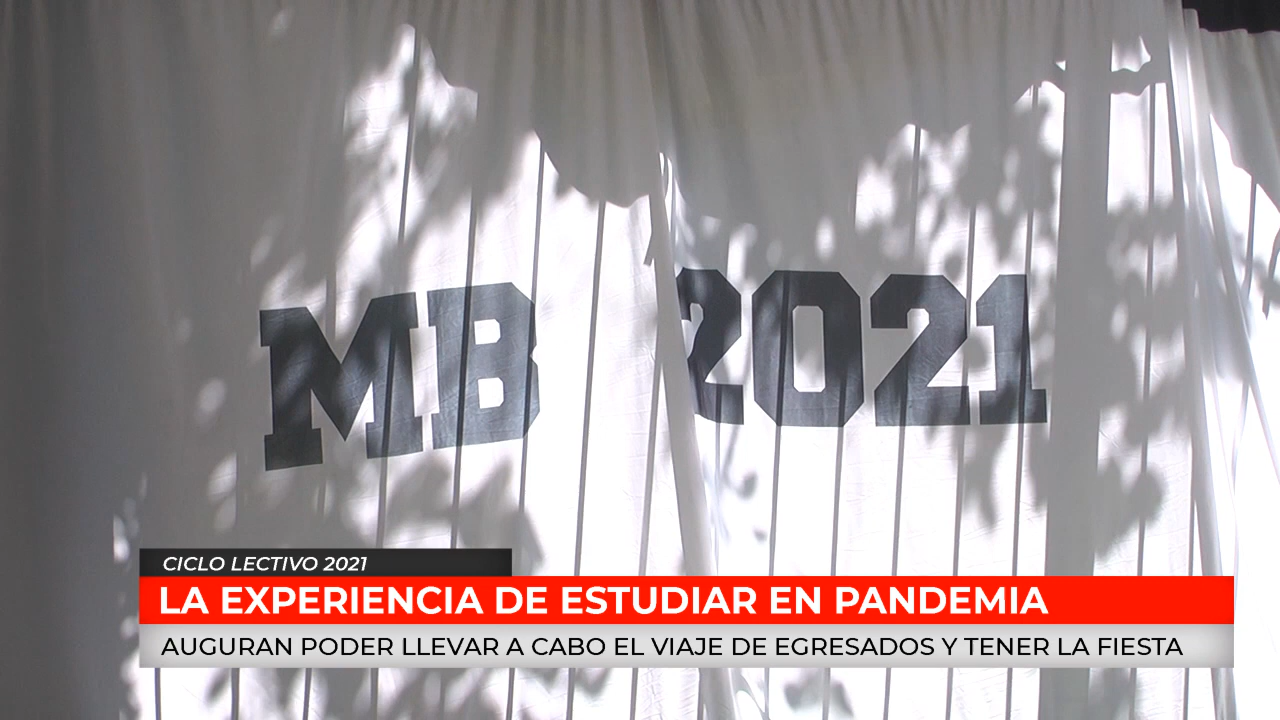 MB 2021
CICLO LECTIVO 2021
LA EXPERIENCIA DE ESTUDIAR EN PANDEMIA
AUGURAN PODER LLEVAR A CABO EL VIAJE DE EGRESADOS Y TENER LA FIESTA